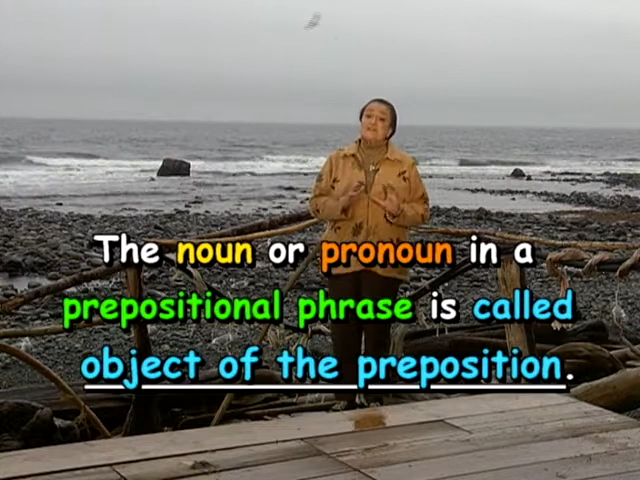 The noun or pronoun in a
prepositional phrase is called
object of the preposition.